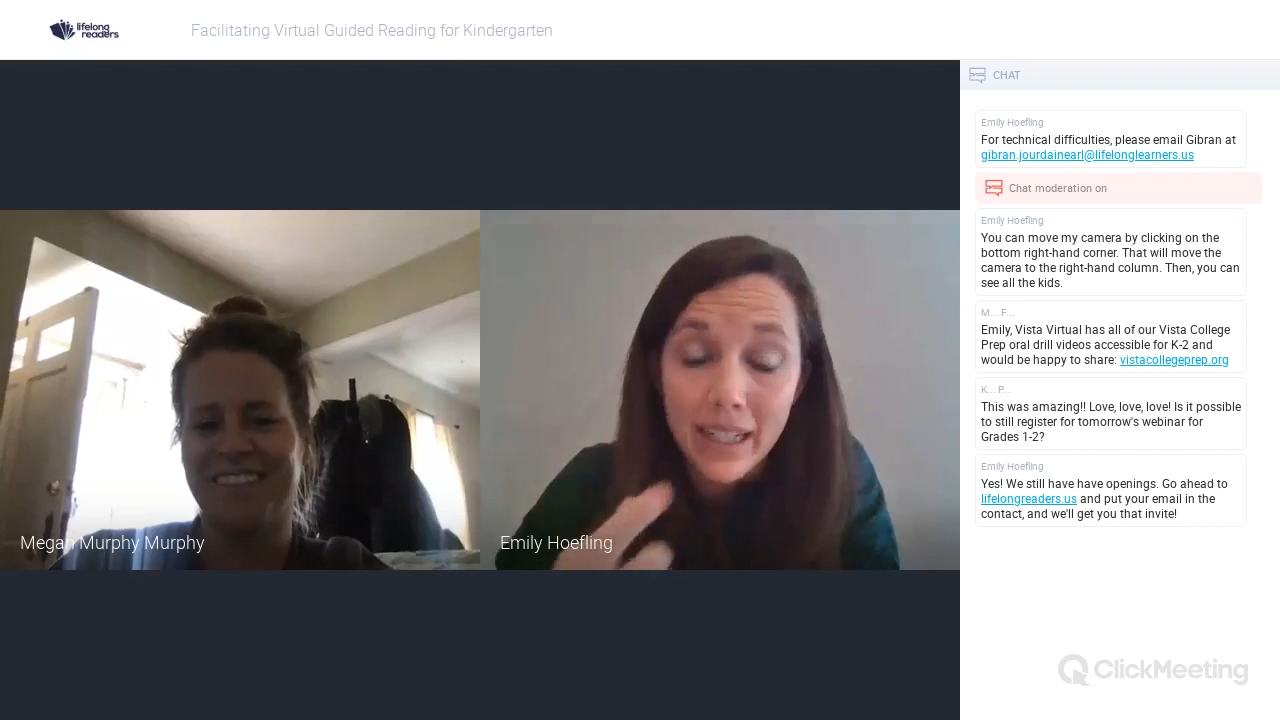 lifelong
readers
Facilitating Virtual Guided Reading for Kindergarten
CHAT
Emily Hoefling
For technical difficulties, please email Gibran at
gibran.jourdainearl@lifelonglearners.us
Chat moderation on
Emily Hoefling
You can move my camera by clicking on the
bottom right-hand corner. That will move the
camera to the right-hand column. Then, you can
see all the kids.
M... F...
Emily, Vista Virtual has all of our Vista College
Prep oral drill videos accessible for K-2 and
would be happy to share: vistacollegeprep.org
K... P...
This was amazing!! Love, love, love! Is it possible
to still register for tomorrow's webinar for
Grades 1-2?
Emily Hoefling
Yes! We still have have openings. Go ahead to
lifelongreaders.us and put your email in the
contact, and we'll get you that invite!
Megan Murphy Murphy
Emily Hoefling
ClickMeeting